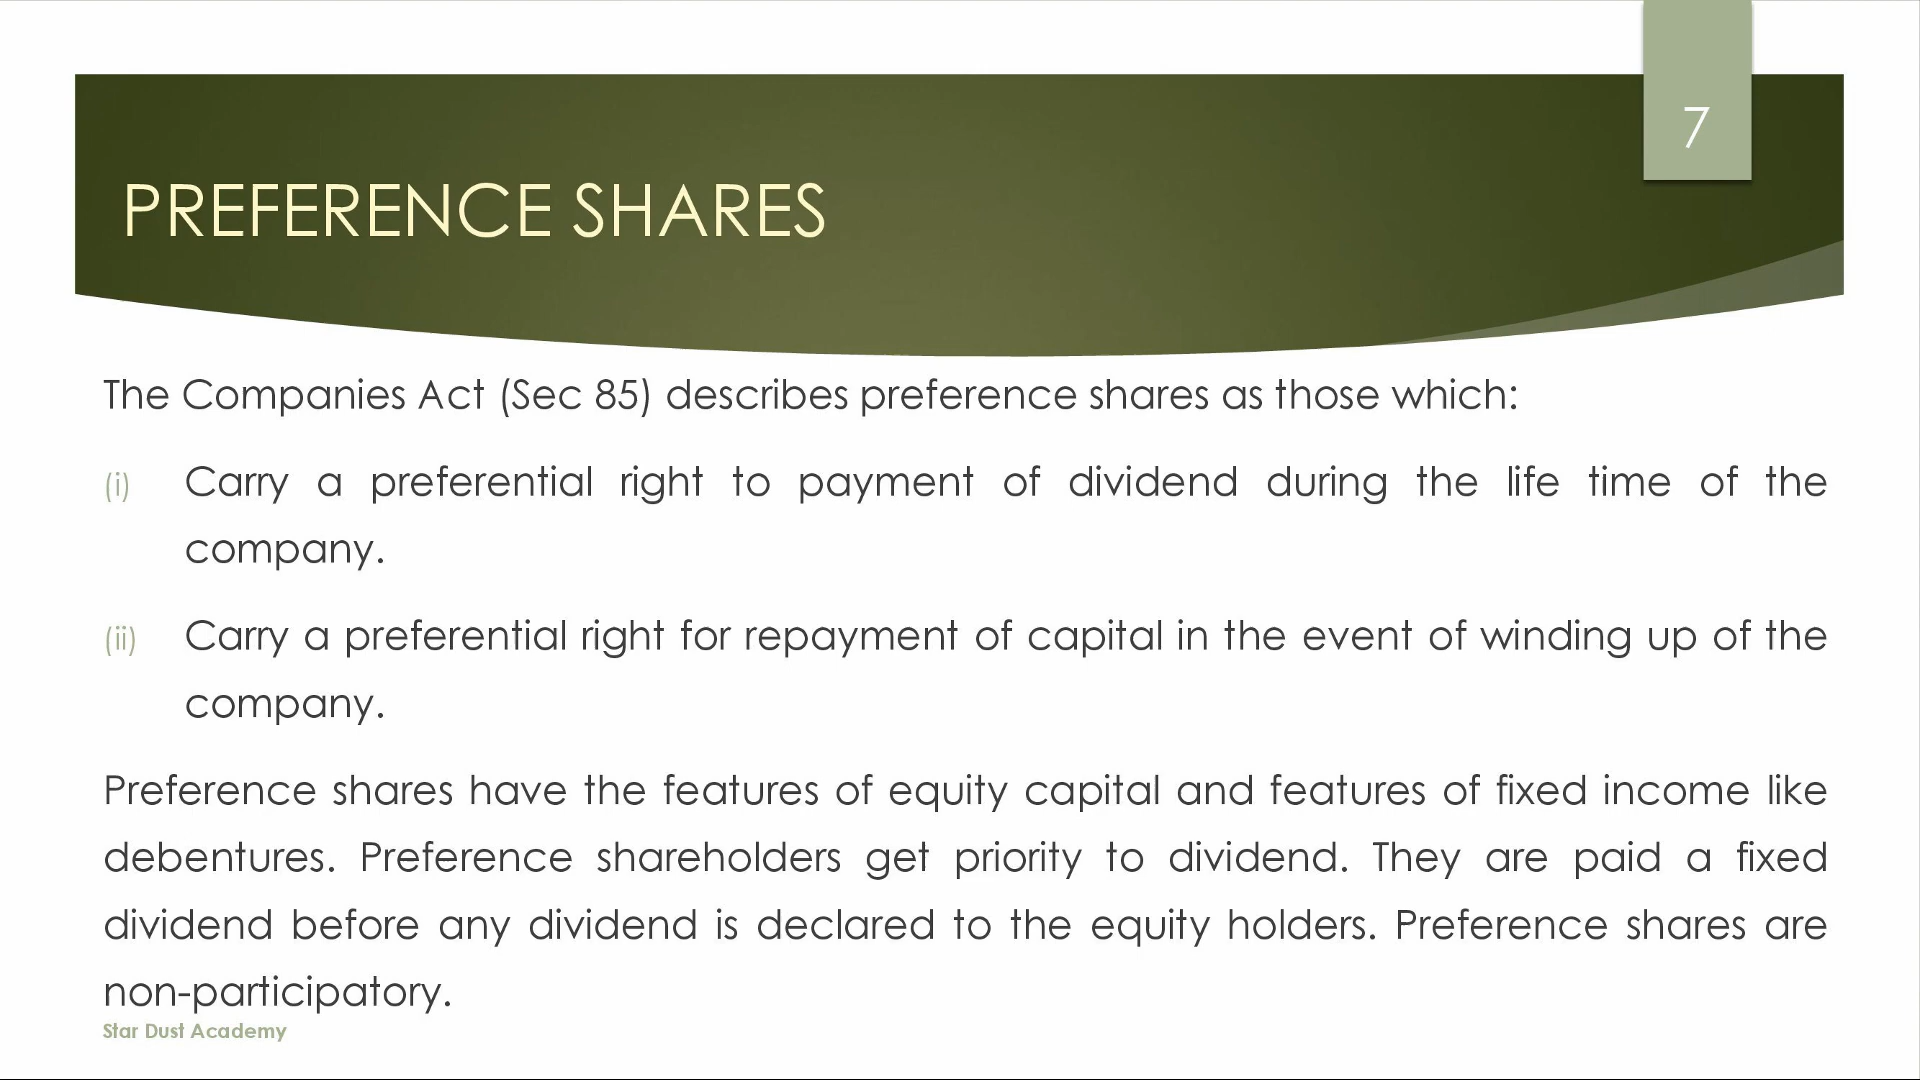 7
PREFERENCE SHARES
The Companies Act (Sec 85) describes preference shares as those which:
(i) Carry a preferential right to payment of dividend during the life time of the
company.
(ii) Carry a preferential right for repayment of capital in the event of winding up of the
company.
Preference shares have the features of equity capital and features of fixed income like
debentures. Preference shareholders get priority to dividend. They are paid a fixed
dividend before any dividend is declared to the equity holders. Preference shares are
non-participatory.
Star Dust Academy